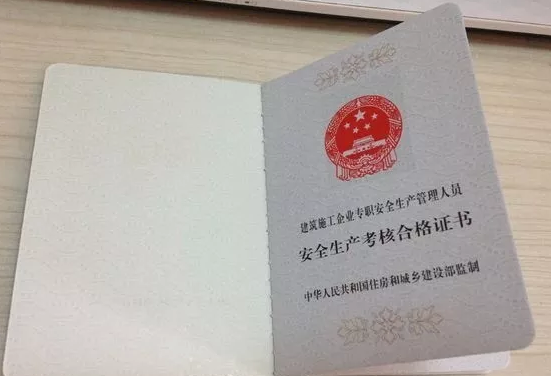 建筑施工企业专职安全生产管理人员
安全生产考核合格证书
中华人民共和国住房和城乡建设部监制